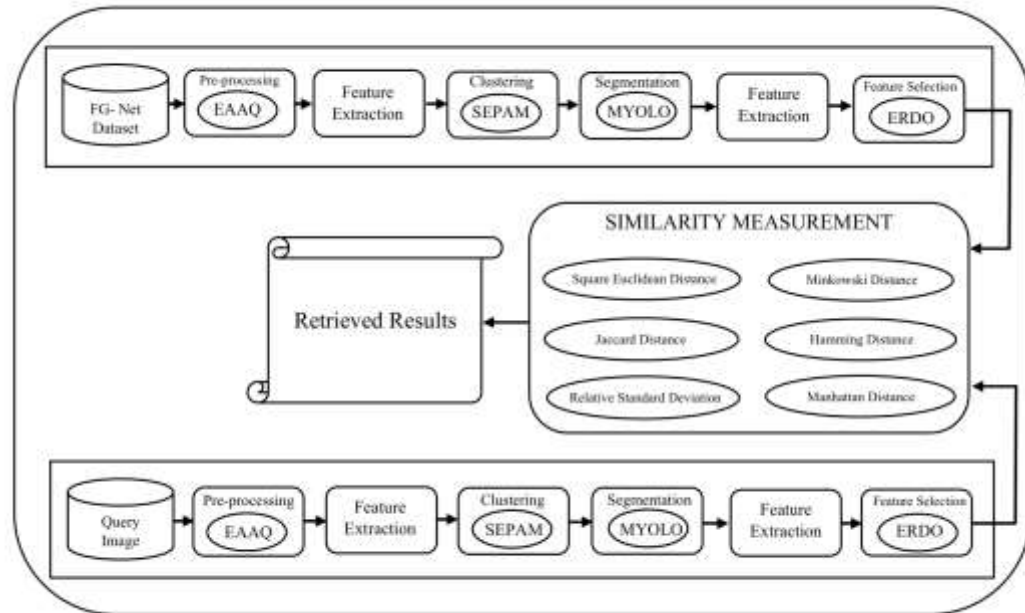 FG- Net
Dataset
Pre-processing
EAAQ
Feature
Extraction
Clustering
SEPAM
Segmentation
MYOLO
Feature
Extraction
Feature Selection
ERDO
SIMILARITY MEASUREMENT
Square Euclidean Distance
Minkowski Distance
Jaccard Distance
Hamming Distance
Relative Standard Deviation
Manhattan Distance
Retrieved Results
Query
Image
Pre-processing
EAAQ
Feature
Extraction
Clustering
SEPAM
Segmentation
MYOLO
Feature
Extraction
Feature Selection
ERDO